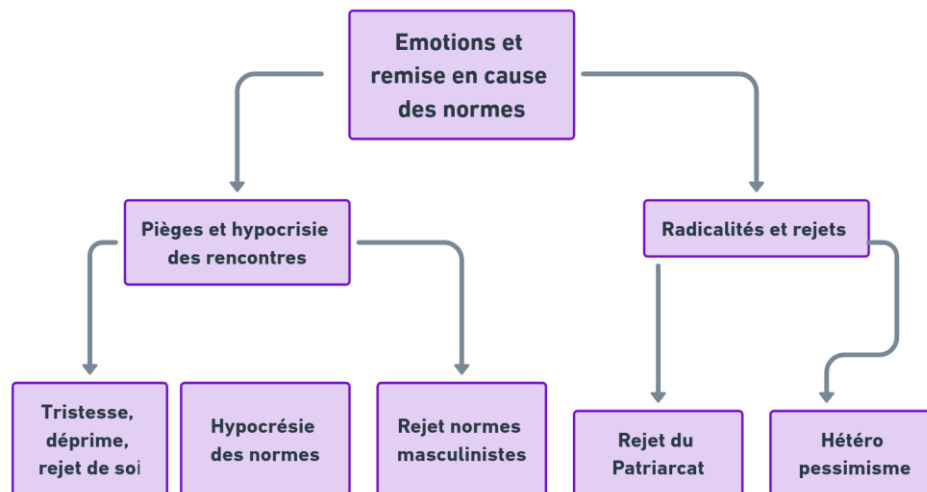 Emotions et
remise en cause
des normes
Pièges et hypocrisie
des rencontres
Radicalités et rejets
Tristesse,
déprime,
rejet de soi
Hypocrésie
des normes
Rejet normes
masculinistes
Rejet du
Patriarcat
Hétéro
pessimisme